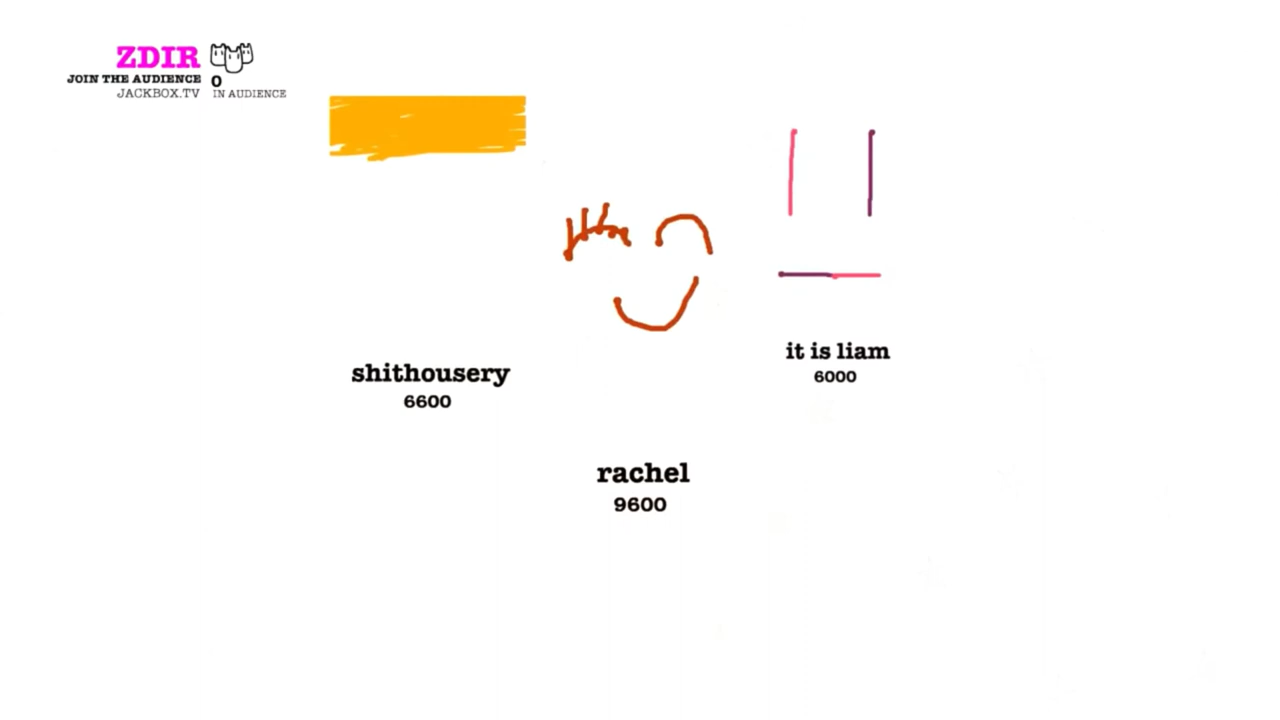 ZDIR
JOIN THE AUDIENCE 0
JACKBOX.TV IN AUDIENCE
it is liam
6000
shithousery
6600
rachel
9600